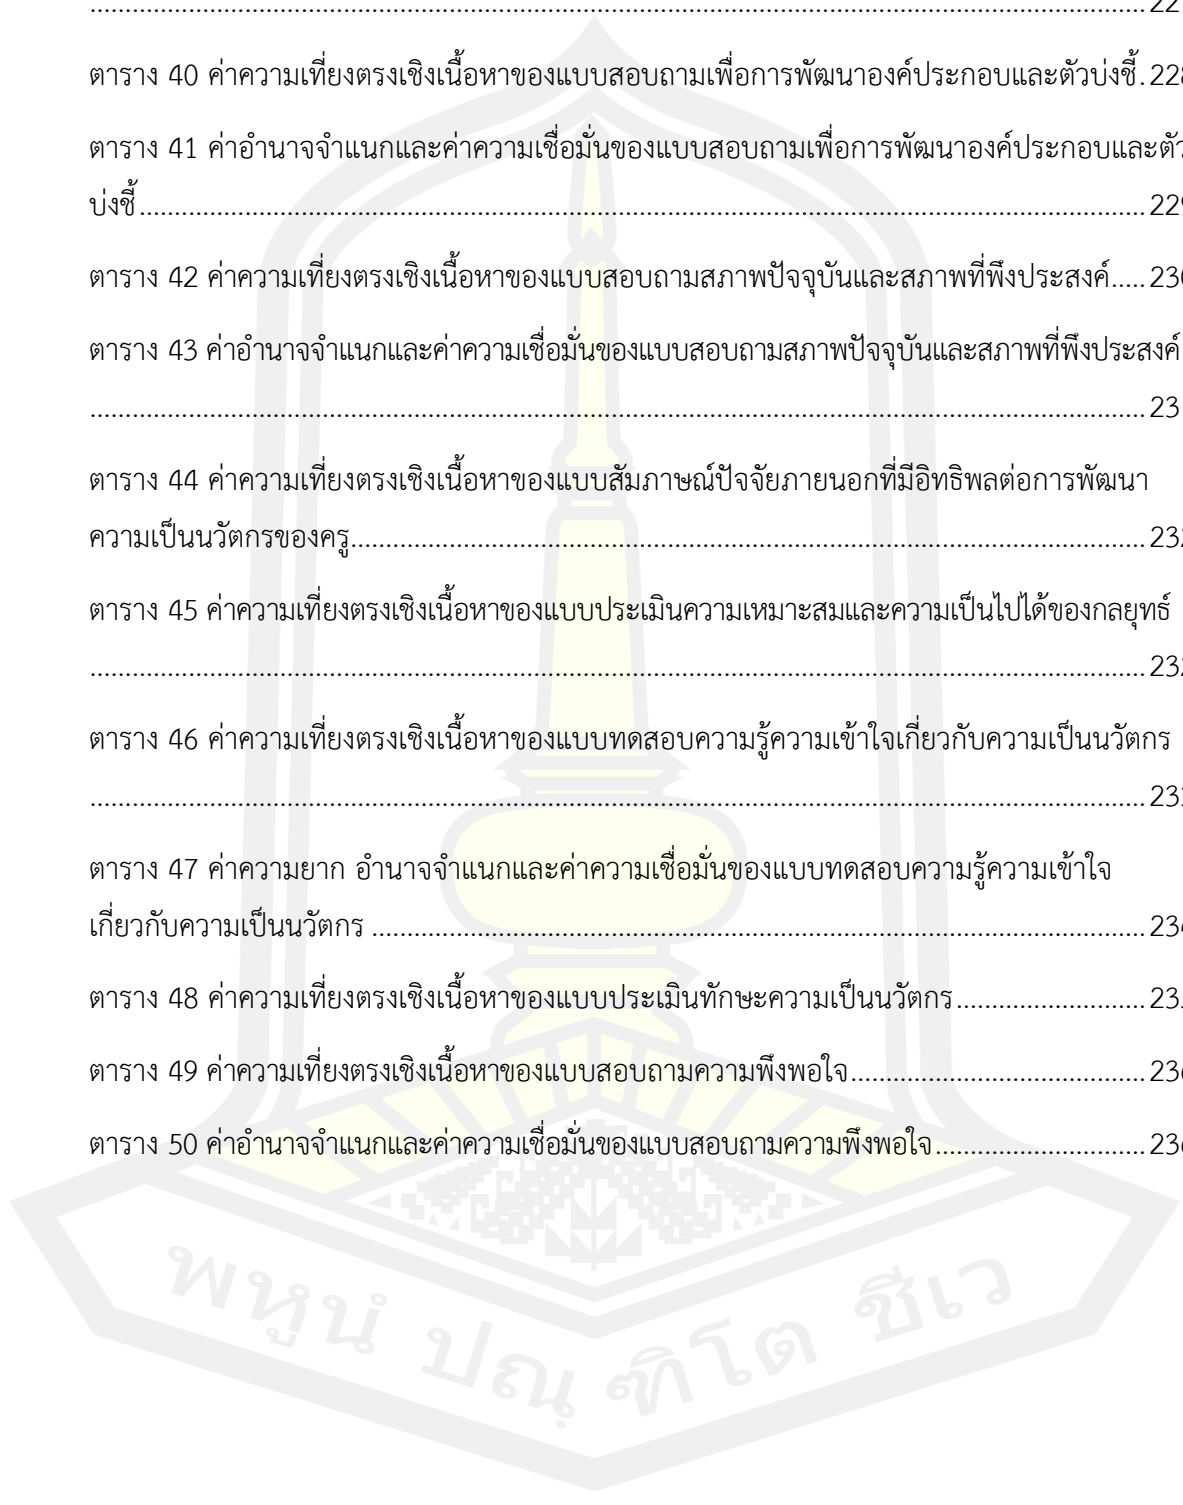 ........................................................................ 22
ตาราง 40 ค่าความเที่ยงตรงเชิงเนื้อหาของแบบสอบถามเพื่อการพัฒนาองค์ประกอบและตัวบ่งชี้. 228
ตาราง 41 ค่าอำนาจจำแนกและค่าความเชื่อมั่นของแบบสอบถามเพื่อการพัฒนาองค์ประกอบและตัว
บ่งชี้........................................................................ 229
ตาราง 42 ค่าความเที่ยงตรงเชิงเนื้อหาของแบบสอบถามสภาพปัจจุบันและสภาพที่พึงประสงค์..... 230
ตาราง 43 ค่าอำนาจจำแนกและค่าความเชื่อมั่นของแบบสอบถามสภาพปัจจุบันและสภาพที่พึงประสงค์
........................................................................ 23
ตาราง 44 ค่าความเที่ยงตรงเชิงเนื้อหาของแบบสัมภาษณ์ปัจจัยภายนอกที่มีอิทธิพลต่อการพัฒนา
ความเป็นนวัตกรของครู........................................................................ 232
ตาราง 45 ค่าความเที่ยงตรงเชิงเนื้อหาของแบบประเมินความเหมาะสมและความเป็นไปได้ของกลยุทธ์
........................................................................ 232
ตาราง 46 ค่าความเที่ยงตรงเชิงเนื้อหาของแบบทดสอบความรู้ความเข้าใจเกี่ยวกับความเป็นนวัตกร
........................................................................ 233
ตาราง 47 ค่าความยาก อำนาจจำแนกและค่าความเชื่อมั่นของแบบทดสอบความรู้ความเข้าใจ
เกี่ยวกับความเป็นนวัตกร ........................................................................ 234
ตาราง 48 ค่าความเที่ยงตรงเชิงเนื้อหาของแบบประเมินทักษะความเป็นนวัตกร........................... 235
ตาราง 49 ค่าความเที่ยงตรงเชิงเนื้อหาของแบบสอบถามความพึงพอใจ.......................................... 236
ตาราง 50 ค่าอำนาจจำแนกและค่าความเชื่อมั่นของแบบสอบถามความพึงพอใจ.............................. 236
พหูนํ ปณฺฑิโต ชีเว